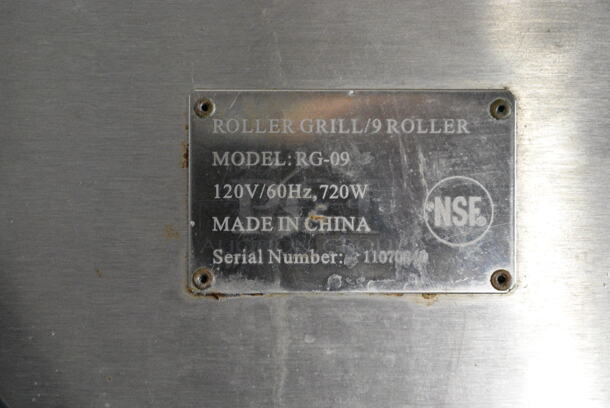 ROLLER GRILL/9 ROLLER
MODEL: RG-09
120V/60Hz, 720W
MADE IN CHINA
Serial Number:
NSF®